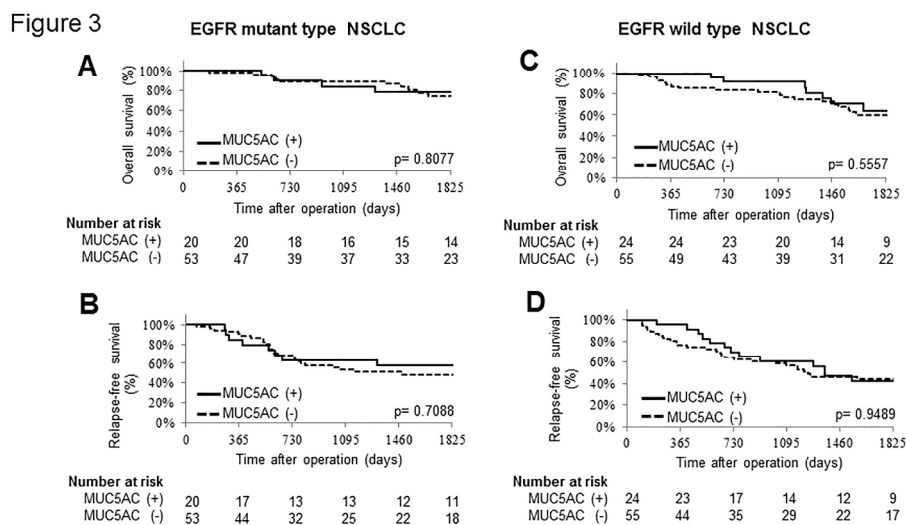 Figure 3
EGFR mutant type NSCLC
EGFR wild type NSCLC
A
Overall survival (%)
100%
80%
60%
40%
20%
0%
MUC5AC (+)
MUC5AC (-)
p= 0.8077
0 365 730 1095 1460 1825
Time after operation (days)
Number at risk
MUC5AC (+) 20 20 18 16 15 14
MUC5AC (-) 53 47 39 37 33 23
C
Overall survival (%)
100%
80%
60%
40%
20%
0%
MUC5AC (+)
MUC5AC (-)
p= 0.5557
0 365 730 1095 1460 1825
Time after operation (days)
Number at risk
MUC5AC (+) 24 24 23 20 14 9
MUC5AC (-) 55 49 43 39 31 22
B
Relapse-free survival
(%)
100%
80%
60%
40%
20%
0%
MUC5AC (+)
MUC5AC (-)
p= 0.7088
0 365 730 1095 1460 1825
Time after operation (days)
Number at risk
MUC5AC (+) 20 17 13 13 12 11
MUC5AC (-) 53 44 32 25 22 18
D
Relapse-free survival
(%)
100%
80%
60%
40%
20%
0%
MUC5AC (+)
MUC5AC (-)
p= 0.9489
0 365 730 1095 1460 1825
Time after operation (days)
Number at risk
MUC5AC (+) 24 23 17 14 12 9
MUC5AC (-) 55 44 35 29 22 17